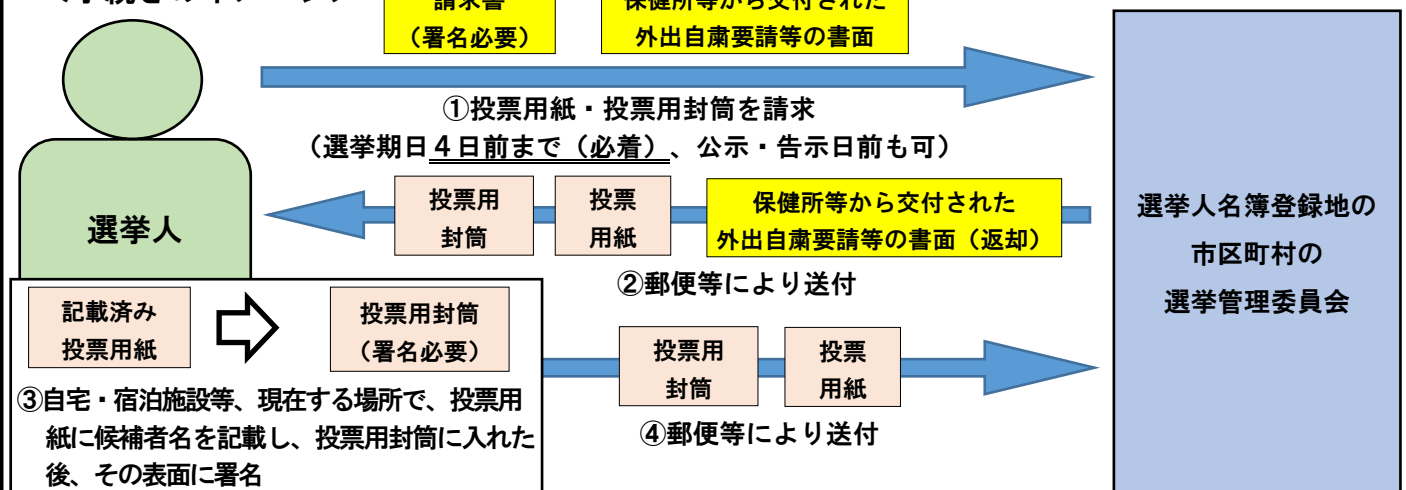 請求書
（署名必要）
保健所等から交付された
外出自粛要請等の書面
①投票用紙・投票用封筒を請求
（選挙期日４日前まで（必着）、公示・告示日前も可）
選挙人
投票用
封筒
投票
用紙
保健所等から交付された
外出自粛要請等の書面（返却）
②郵便等により送付
選挙人名簿登録地の
市区町村の
選挙管理委員会
記載済み
投票用紙
投票用封筒
（署名必要）
③自宅・宿泊施設等、現在する場所で、投票用
紙に候補者名を記載し、投票用封筒に入れた
後、その表面に署名
投票用
封筒
投票
用紙
④郵便等により送付